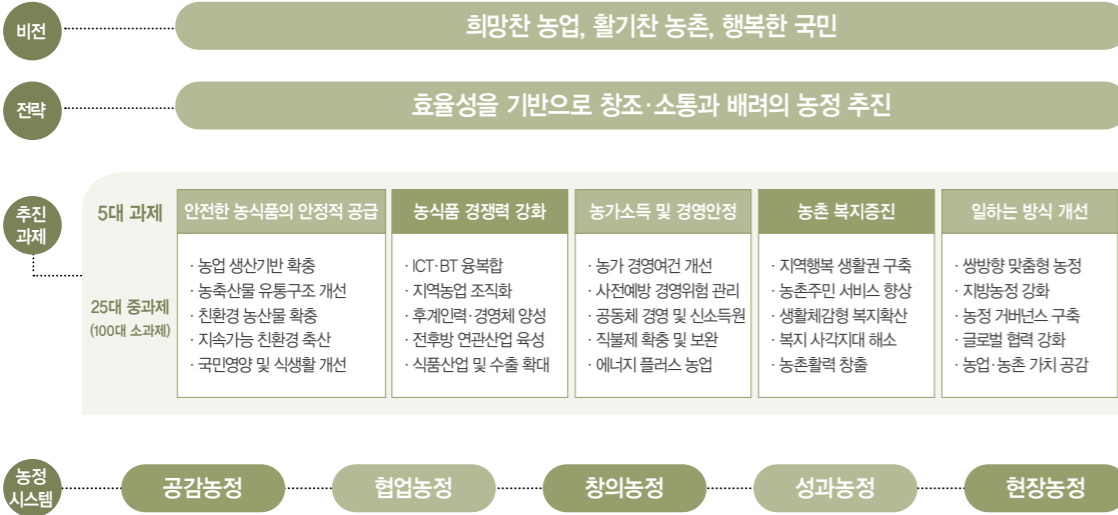 비전
희망찬 농업, 활기찬 농촌, 행복한 국민
전략
효율성을 기반으로 창조·소통과 배려의 농정 추진
추진
과제
5대 과제
안전한 농식품의 안정적 공급
농식품 경쟁력 강화
농가소득 및 경영안정
농촌 복지증진
일하는 방식 개선
25대 중과제
(100대 소과제)
· 농업 생산기반 확충
· 농축산물 유통구조 개선
· 친환경 농산물 확충
· 지속가능 친환경 축산
· 국민영양 및 식생활 개선
· ICT·BT 융복합
· 지역농업 조직화
· 후계인력·경영체 양성
· 전후방 연관산업 육성
· 식품산업 및 수출 확대
· 농가 경영여건 개선
· 사전예방 경영위험 관리
· 공동체 경영 및 신소득원
· 직불제 확충 및 보완
· 에너지 플러스 농업
· 지역행복 생활권 구축
· 농촌주민 서비스 향상
· 생활체감형 복지확산
· 복지 사각지대 해소
· 농촌활력 창출
· 쌍방향 맞춤형 농정
· 지방농정 강화
· 농정 거버넌스 구축
· 글로벌 협력 강화
· 농업·농촌 가치 공감
농정
시스템
공감농정
협업농정
창의농정
성과농정
현장농정